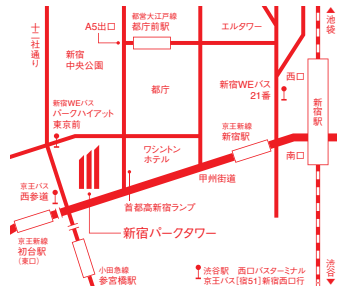 十二社通り
A5出口
都営大江戸線
都庁前駅
エルタワー
▲池袋
新宿
中央公園
都庁
新宿WEバス
21番
西口
新宿駅
新宿WEバス
パークハイアット
東京前
ワシントン
ホテル
京王新線
新宿駅
南口
京王バス
西参道
甲州街道
首都高新宿ランプ
新宿パークタワー
京王新線
初台駅
(東口)
小田急線
参宮橋駅
渋谷駅 西口バスターミナル
京王バス[宿51]新宿西口行
渋谷▼